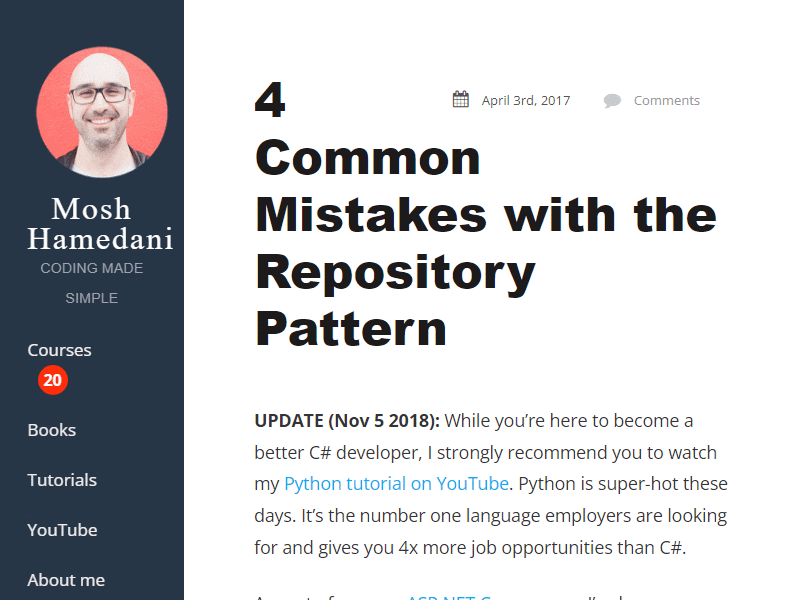 Mosh
Hamedani
CODING MADE
SIMPLE
Courses
20
Books
Tutorials
YouTube
About me
4
Common
Mistakes with the
Repository
Pattern
April 3rd, 2017
Comments
UPDATE (Nov 5 2018): While you’re here to become a
better C# developer, I strongly recommend you to watch
my Python tutorial on YouTube. Python is super-hot these
days. It’s the number one language employers are looking
for and gives you 4x more job opportunities than C#.